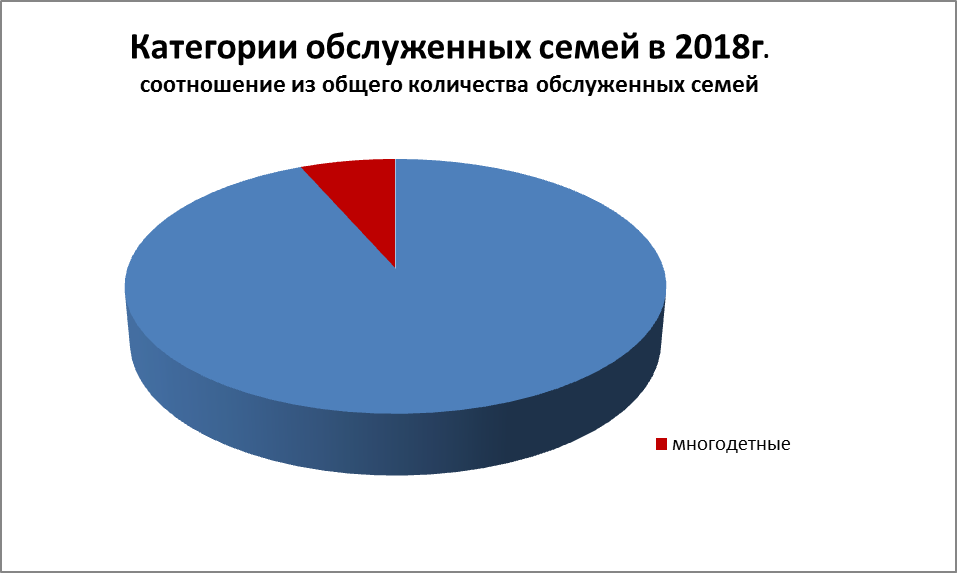 Категории обслуженных семей в 2018г.
соотношение из общего количества обслуженных семей
многодетные